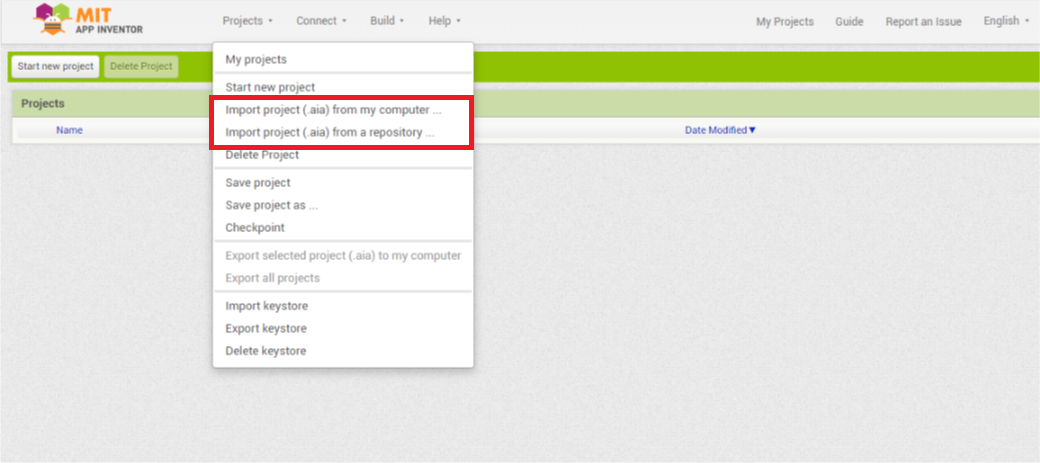 MIT
APP INVENTOR
Projects Connect Build Help My Projects Guide Report an Issue English
Start new project Delete Project
My projects
Start new project
Import project (.aia) from my computer ...
Import project (.aia) from a repository ...
Delete Project
Save project
Save project as ...
Checkpoint
Export selected project (.aia) to my computer
Export all projects
Import keystore
Export keystore
Delete keystore
Projects
Name Date Modified